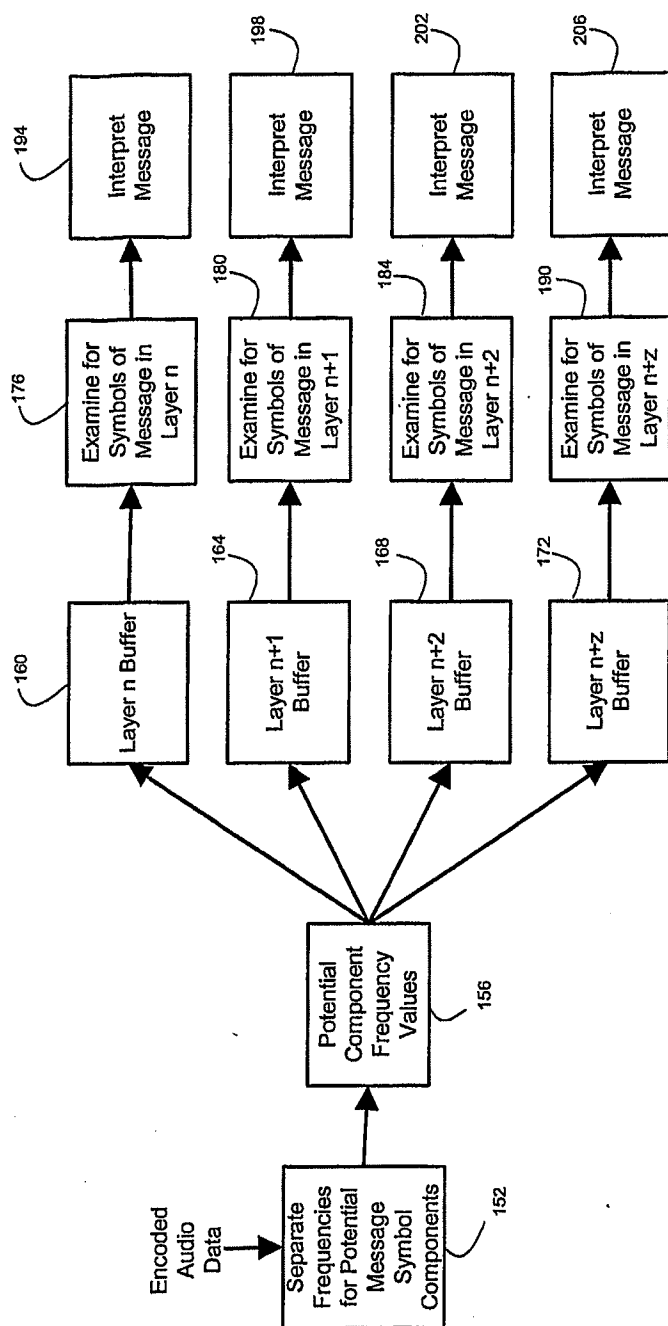 Encoded
Audio
Data
Separate
Frequencies
for Potential
Message
Symbol
Components
152
Potential
Component
Frequency
Values
156
160
Layer n Buffer
176
Examine for
Symbols of
Message in
Layer n
194
Interpret
Message
164
Layer n+1
Buffer
180
Examine for
Symbols of
Message in
Layer n+1
198
Interpret
Message
168
Layer n+2
Buffer
184
Examine for
Symbols of
Message in
Layer n+2
202
Interpret
Message
172
Layer n+z
Buffer
190
Examine for
Symbols of
Message in
Layer n+z
206
Interpret
Message